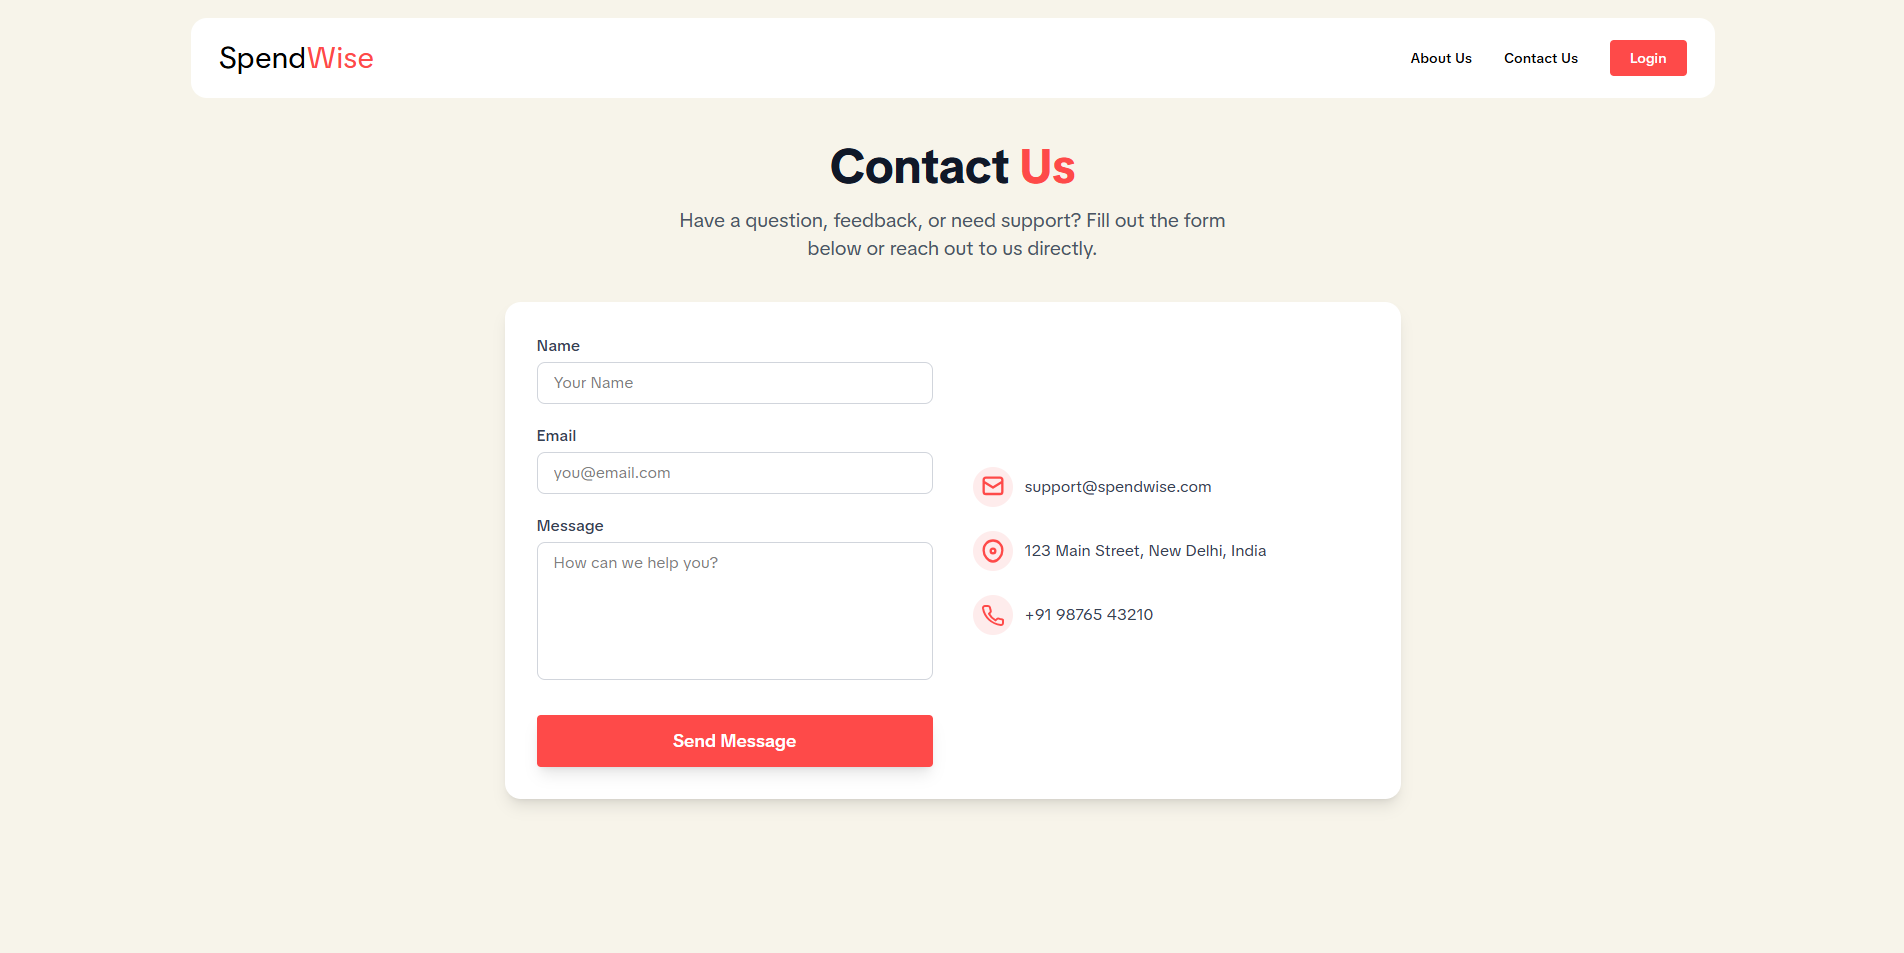 SpendWise
About Us
Contact Us
Login
Contact Us
Have a question, feedback, or need support? Fill out the form
below or reach out to us directly.
Name
Your Name
Email
you@email.com
Message
How can we help you?
Send Message
support@spendwise.com
123 Main Street, New Delhi, India
+91 98765 43210